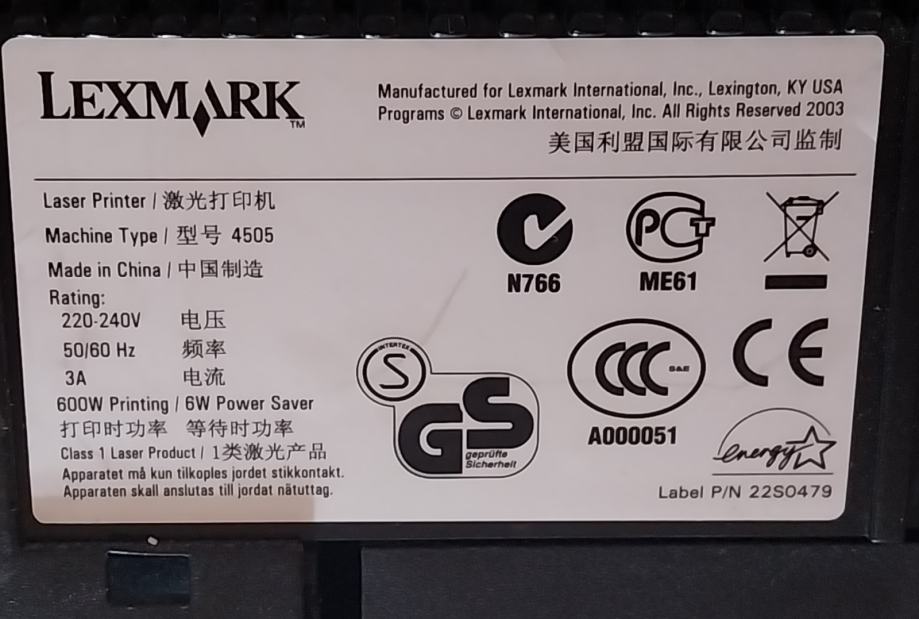 LEXMARK™
Manufactured for Lexmark International, Inc., Lexington, KY USA
Programs © Lexmark International, Inc. All Rights Reserved 2003
美国利盟国际有限公司监制
Laser Printer / 激光打印机
Machine Type / 型号 4505
Made in China / 中国制造
Rating:
220-240V 电压
50/60 Hz 频率
3A 电流
600W Printing / 6W Power Saver
打印时功率 等待时功率
Class 1 Laser Product / 1类激光产品
Apparatet må kun tilkoples jordet stikkontakt.
Apparaten skall anslutas till jordat nätuttag.
N766
PCT
ME61
INTERTEK
S
GS
geprüfte
Sicherheit
CCC S&E
A000051
CE
energy
Label P/N 22S0479